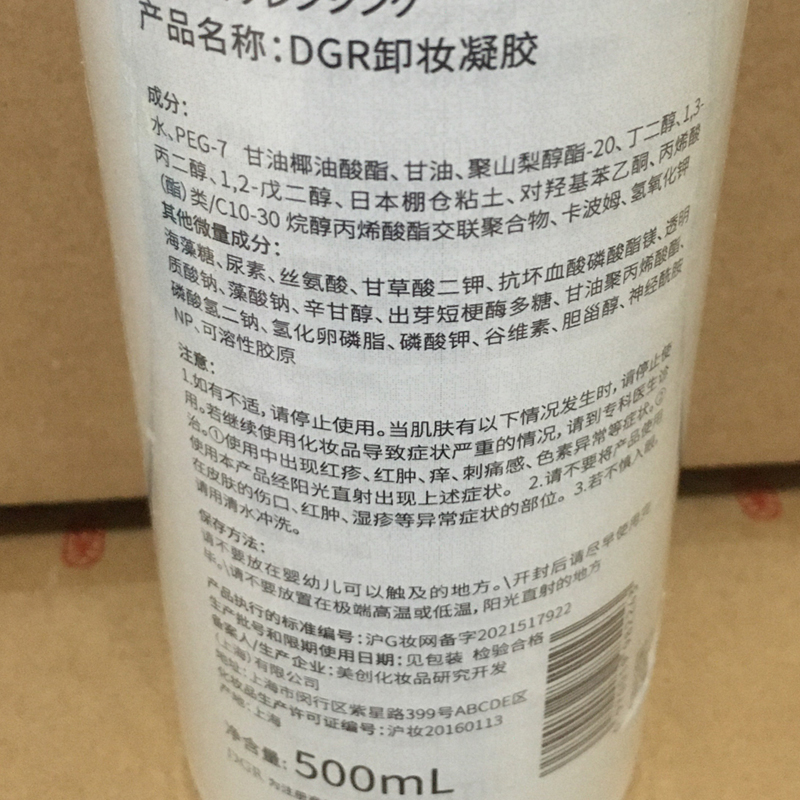 クレンジング
产品名称:DGR卸妆凝胶
成分:
水、PEG-7 甘油椰油酸酯、甘油、聚山梨醇酯-20、丁二醇、1,3-
丙二醇、1,2-戊二醇、日本棚仓粘土、对羟基苯乙酮、丙烯酸
(酯)类/C10-30 烷醇丙烯酸酯交联聚合物、卡波姆、氢氧化钾
其他微量成分:
海藻糖、尿素、丝氨酸、甘草酸二钾、抗坏血酸磷酸酯镁、透明
质酸钠、藻酸钠、辛甘醇、出芽短梗酶多糖、甘油聚丙烯酸酯、
磷酸氢二钠、氢化卵磷脂、磷酸钾、谷维素、胆甾醇、神经酰胺
NP、可溶性胶原
注意:
1.如有不适,请停止使用。当肌肤有以下情况发生时,请停止使
用。若继续使用化妆品导致症状严重的情况,请到专科医生诊
治。①使用中出现红疹、红肿、痒、刺痛感、色素异常等症状。②
使用本产品经阳光直射出现上述症状。 2.请不要将产品使用
在皮肤的伤口、红肿、湿疹等异常症状的部位。3.若不慎入眼,
请用清水冲洗。
保存方法:
请不要放在婴幼儿可以触及的地方。\开封后请尽早使用完
毕。\请不要放置在极端高温或低温,阳光直射的地方
产品执行的标准编号:沪G妆网备字2021517922
生产批号和限期使用日期:见包装 检验合格
备案人/生产企业:美创化妆品研究开发
(上海)有限公司
地址:上海市闵行区紫星路399号ABCDE区
化妆品生产许可证编号:沪妆20160113
产地:上海
净含量:500mL
DGR 为注册